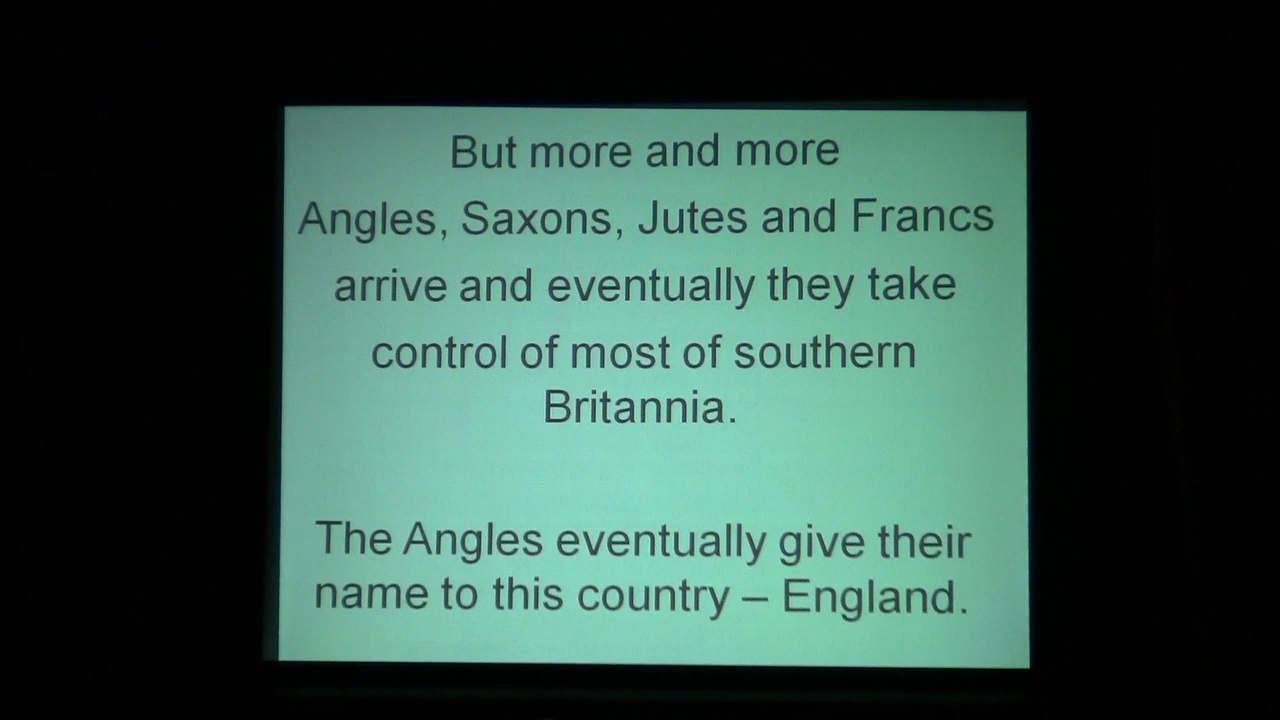 But more and more
Angles, Saxons, Jutes and Francs
arrive and eventually they take
control of most of southern
Britannia.
The Angles eventually give their
name to this country – England.